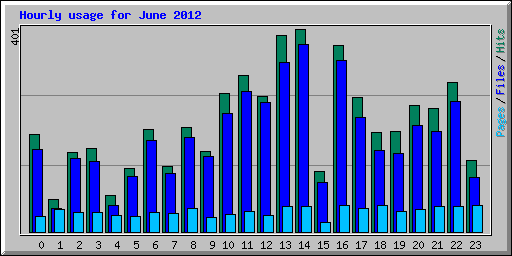 Hourly usage for June 2012
401
Pages/Files/Hits
0 1 2 3 4 5 6 7 8 9 10 11 12 13 14 15 16 17 18 19 20 21 22 23